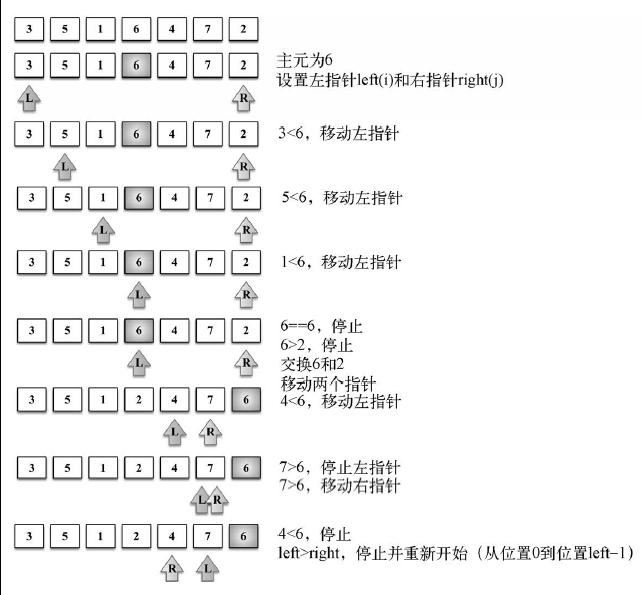 3 5 1 6 4 7 2
3 5 1 6 4 7 2
主元为6
设置左指针left(i)和右指针right(j)
L R
3 5 1 6 4 7 2
3<6，移动左指针
L R
3 5 1 6 4 7 2
5<6，移动左指针
L R
3 5 1 6 4 7 2
1<6，移动左指针
L R
3 5 1 6 4 7 2
6==6，停止
6>2，停止
交换6和2
移动两个指针
L R
3 5 1 2 4 7 6
4<6，移动左指针
L R
3 5 1 2 4 7 6
7>6，停止左指针
7>6，移动右指针
L R
3 5 1 2 4 7 6
4<6，停止
left>right，停止并重新开始（从位置0到位置left-1）
R L